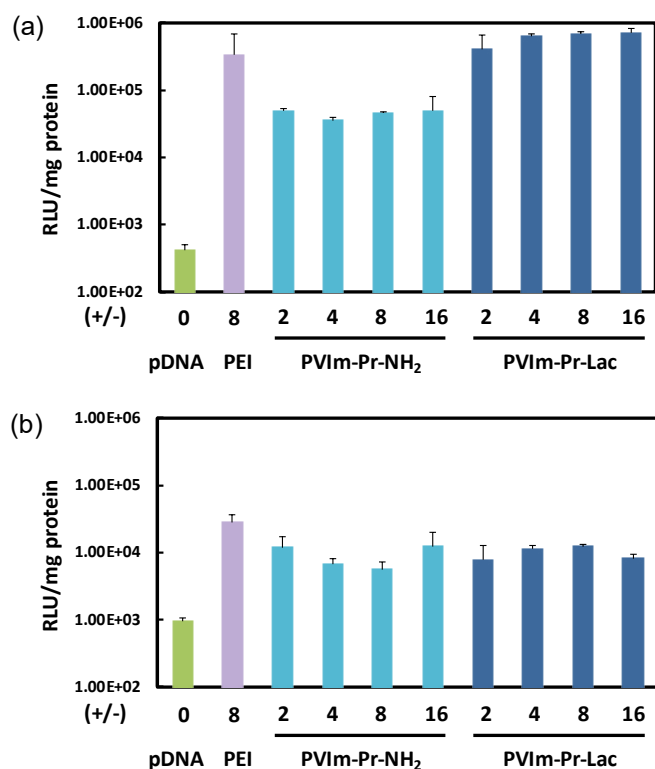 (a)
RLU/mg protein
1.00E+06
1.00E+05
1.00E+04
1.00E+03
1.00E+02
(+/-) 0 8 2 4 8 16 2 4 8 16
pDNA PEI PVIm-Pr-NH₂ PVIm-Pr-Lac
(b)
RLU/mg protein
1.00E+06
1.00E+05
1.00E+04
1.00E+03
1.00E+02
(+/-) 0 8 2 4 8 16 2 4 8 16
pDNA PEI PVIm-Pr-NH₂ PVIm-Pr-Lac